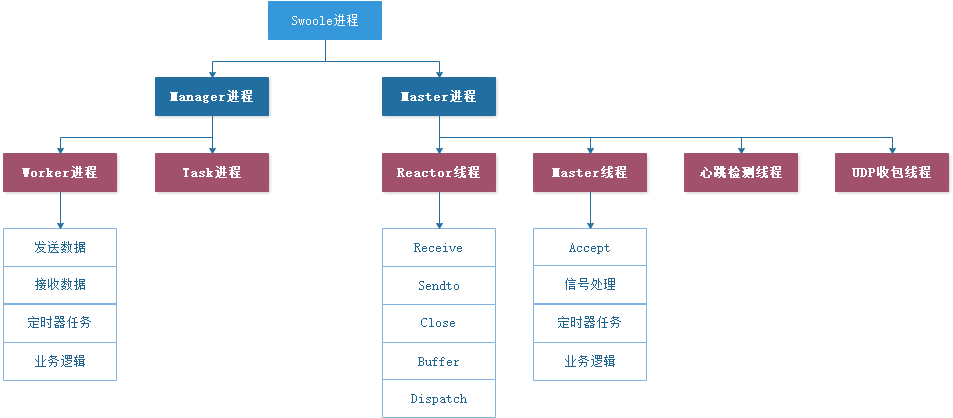 Swoole进程
Manager进程
Master进程
Worker进程
Task进程
Reactor线程
Master线程
心跳检测线程
UDP收包线程
发送数据
接收数据
定时器任务
业务逻辑
Receive
Sendto
Close
Buffer
Dispatch
Accept
信号处理
定时器任务
业务逻辑